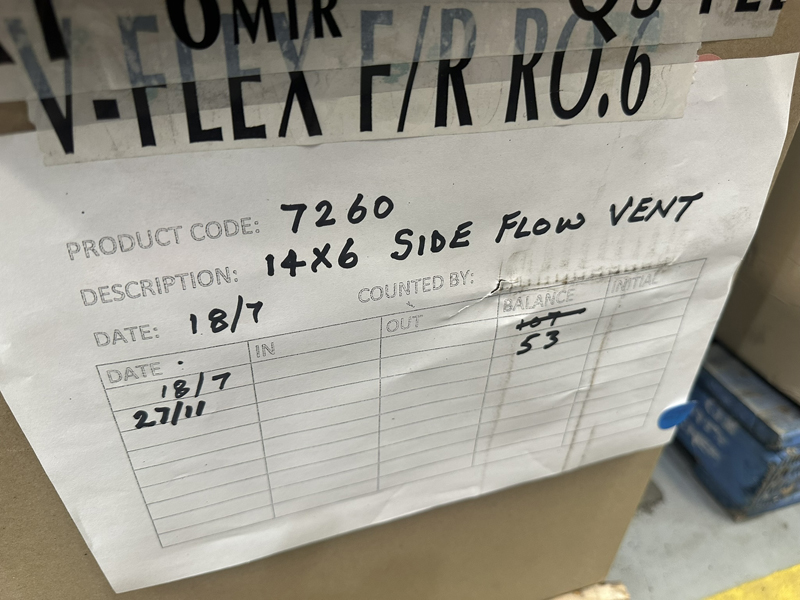 V-FLEX F/R RO.6
PRODUCT CODE: 7260
DESCRIPTION: 14X6 SIDE FLOW VENT
DATE: 18/7 COUNTED BY:
DATE IN OUT BALANCE INITIAL
18/7
27/11 53